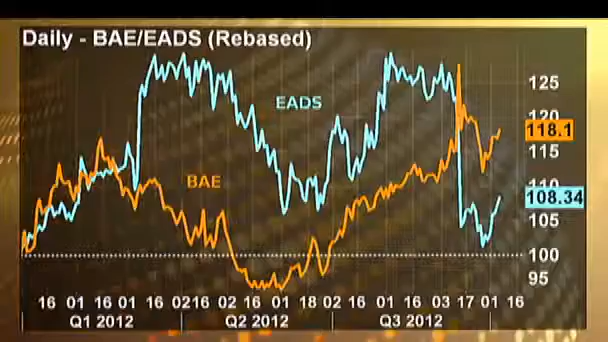 Daily - BAE/EADS (Rebased)
EADS
BAE
125
120
118.1
115
110
108.34
105
100
95
16 01 16 01 16 02 16 02 16 01 18 02 16 01 16 03 17 01 16
Q1 2012 Q2 2012 Q3 2012